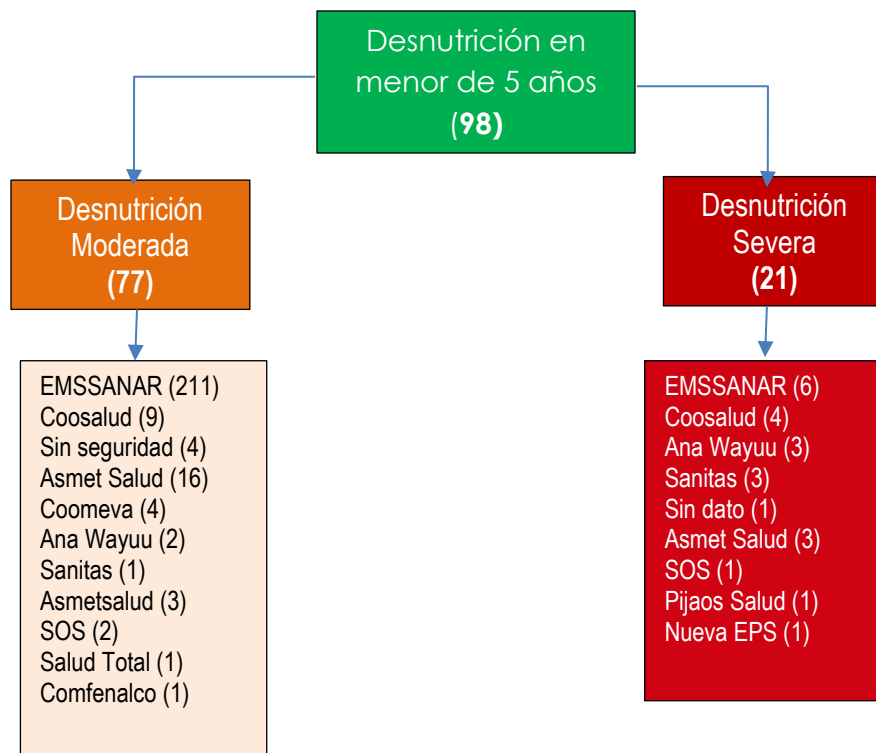 Desnutrición en
menor de 5 años
(98)
Desnutrición
Moderada
(77)
Desnutrición
Severa
(21)
EMSSANAR (211)
Coosalud (9)
Sin seguridad (4)
Asmet Salud (16)
Coomeva (4)
Ana Wayuu (2)
Sanitas (1)
Asmetsalud (3)
SOS (2)
Salud Total (1)
Comfenalco (1)
EMSSANAR (6)
Coosalud (4)
Ana Wayuu (3)
Sanitas (3)
Sin dato (1)
Asmet Salud (3)
SOS (1)
Pijaos Salud (1)
Nueva EPS (1)